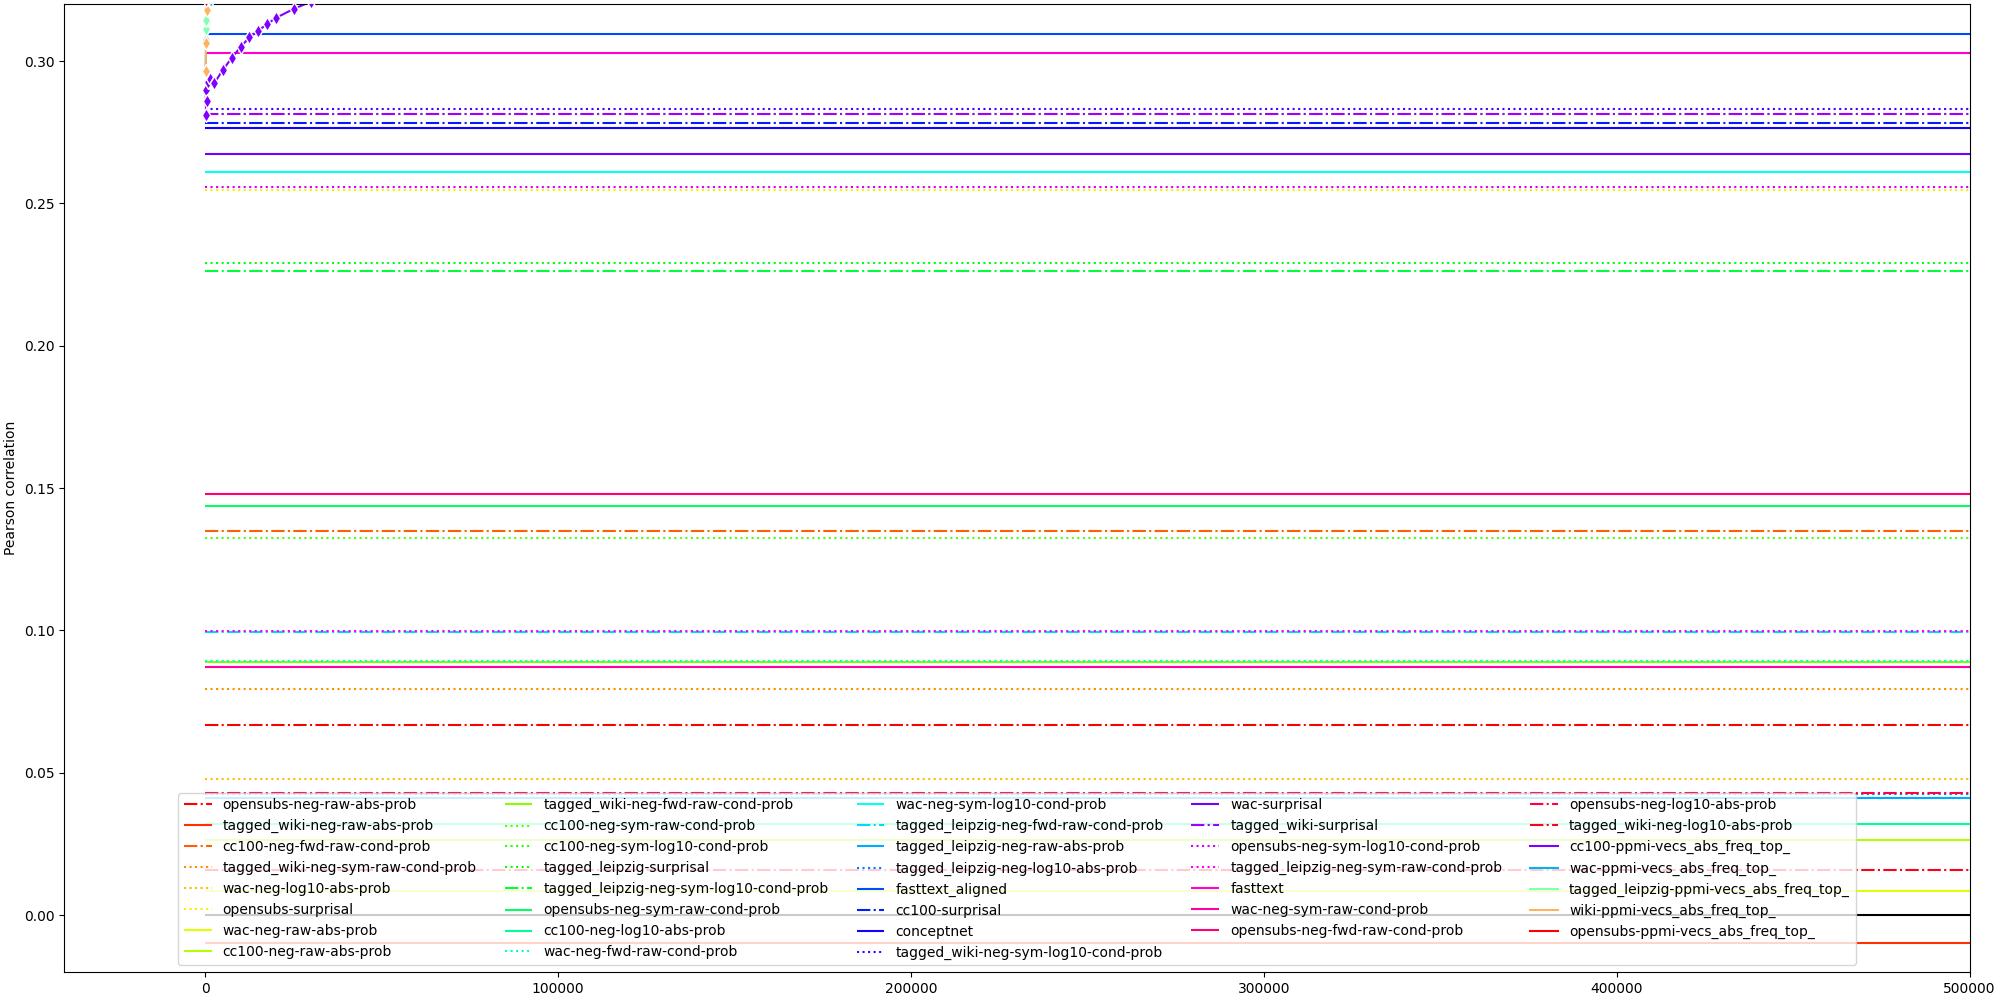 Pearson correlation
0.30
0.25
0.20
0.15
0.10
0.05
0.00
opensubs-neg-raw-abs-prob
tagged_wiki-neg-raw-abs-prob
cc100-neg-fwd-raw-cond-prob
tagged_wiki-neg-sym-raw-cond-prob
wac-neg-log10-abs-prob
opensubs-surprisal
wac-neg-raw-abs-prob
cc100-neg-raw-abs-prob
tagged_wiki-neg-fwd-raw-cond-prob
cc100-neg-sym-raw-cond-prob
cc100-neg-sym-log10-cond-prob
tagged_leipzig-surprisal
tagged_leipzig-neg-sym-log10-cond-prob
opensubs-neg-sym-raw-cond-prob
cc100-neg-log10-abs-prob
wac-neg-fwd-raw-cond-prob
wac-neg-sym-log10-cond-prob
tagged_leipzig-neg-fwd-raw-cond-prob
tagged_leipzig-neg-raw-abs-prob
tagged_leipzig-neg-log10-abs-prob
fasttext_aligned
cc100-surprisal
conceptnet
tagged_wiki-neg-sym-log10-cond-prob
wac-surprisal
tagged_wiki-surprisal
opensubs-neg-sym-log10-cond-prob
tagged_leipzig-neg-sym-raw-cond-prob
fasttext
wac-neg-sym-raw-cond-prob
opensubs-neg-fwd-raw-cond-prob
opensubs-neg-log10-abs-prob
tagged_wiki-neg-log10-abs-prob
cc100-ppmi-vecs_abs_freq_top_
wac-ppmi-vecs_abs_freq_top_
tagged_leipzig-ppmi-vecs_abs_freq_top_
wiki-ppmi-vecs_abs_freq_top_
opensubs-ppmi-vecs_abs_freq_top_
0 100000 200000 300000 400000 500000